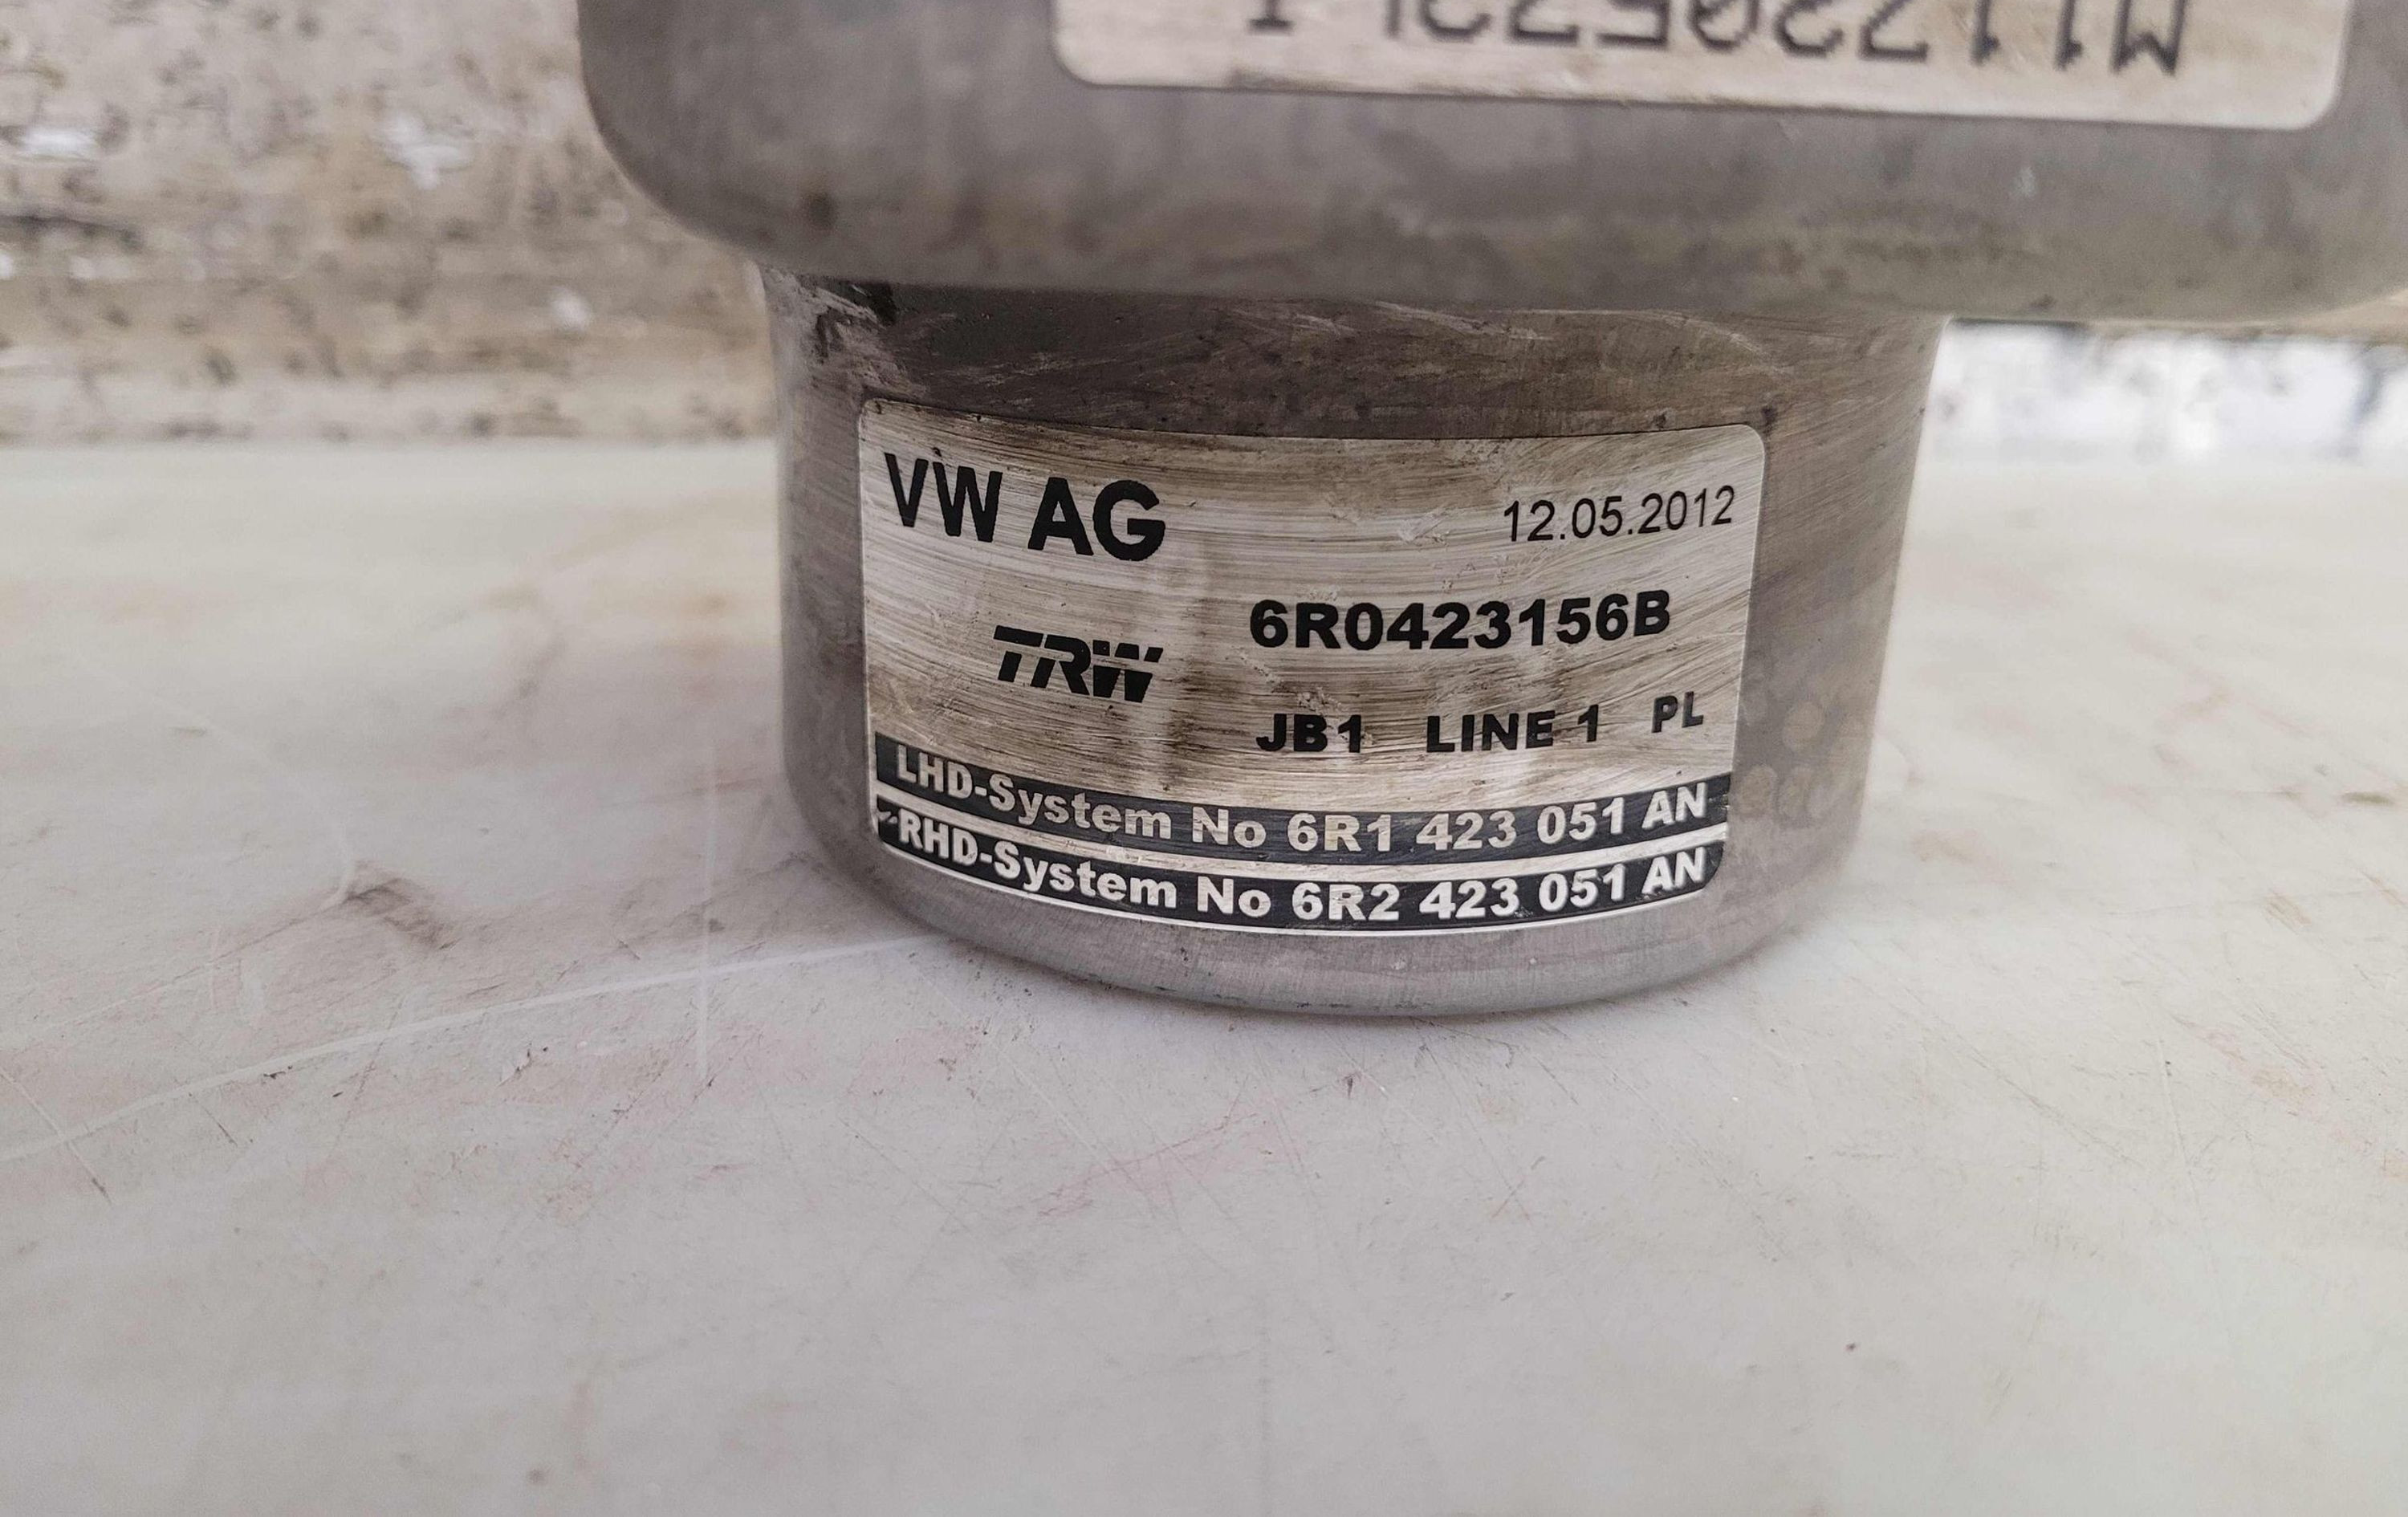 VW AG 12.05.2012
6R0423156B
TRW
JB1 LINE 1 PL
LHD-System No 6R1 423 051 AN
RHD-System No 6R2 423 051 AN